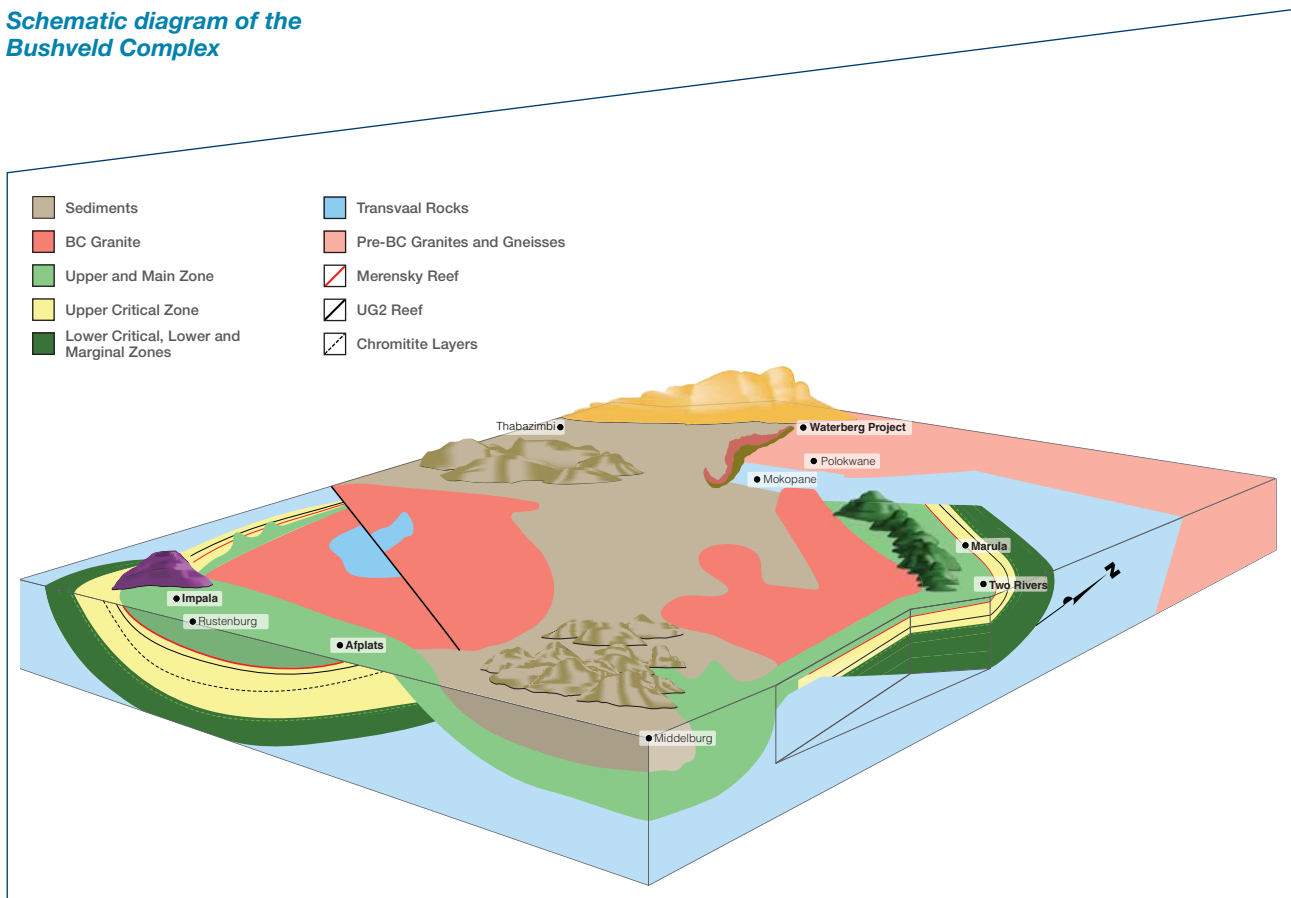 Schematic diagram of the
Bushveld Complex
Sediments
BC Granite
Upper and Main Zone
Upper Critical Zone
Lower Critical, Lower and
Marginal Zones
Transvaal Rocks
Pre-BC Granites and Gneisses
Merensky Reef
UG2 Reef
Chromitite Layers
Thabazimbi
Waterberg Project
Polokwane
Mokopane
Marula
Two Rivers
N
Impala
Rustenburg
Afplats
Middelburg